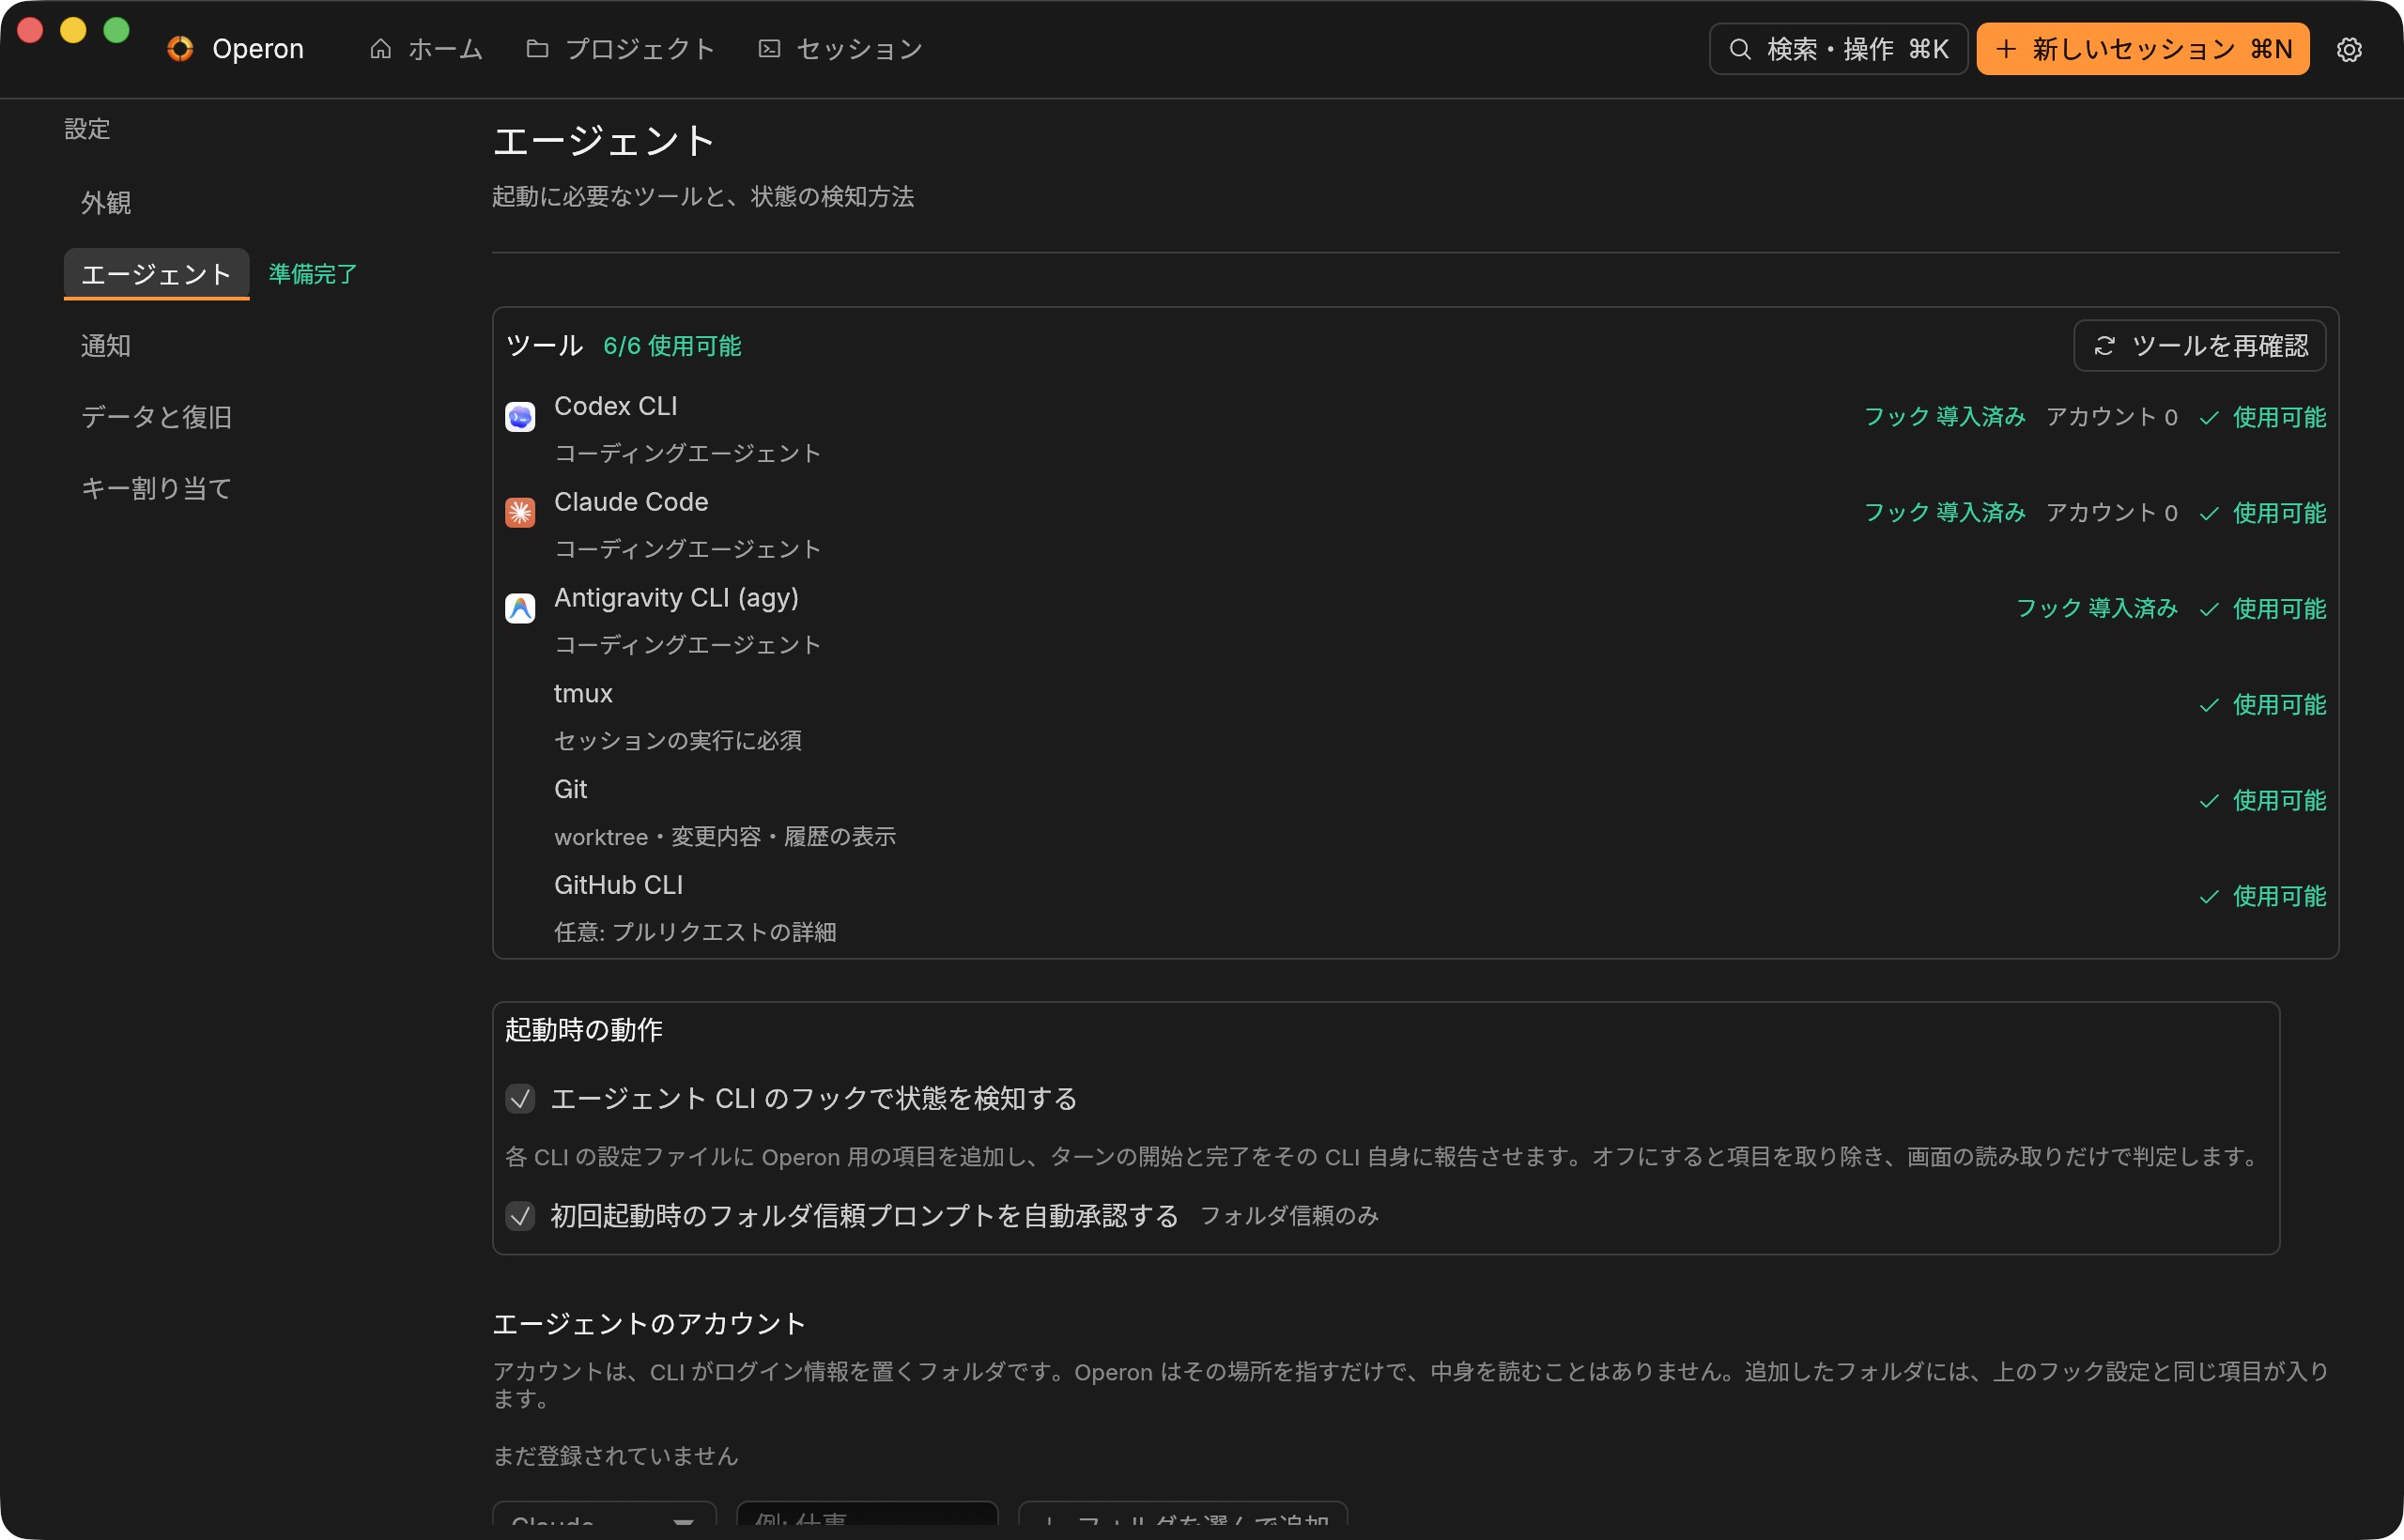 Operon
ホーム
プロジェクト
セッション
検索・操作 ⌘K
新しいセッション ⌘N
設定
外観
エージェント 準備完了
通知
データと復旧
キー割り当て
エージェント
起動に必要なツールと、状態の検知方法
ツール 6/6 使用可能
ツールを再確認
Codex CLI
コーディングエージェント
フック 導入済み アカウント 0 使用可能
Claude Code
コーディングエージェント
フック 導入済み アカウント 0 使用可能
Antigravity CLI (agy)
コーディングエージェント
フック 導入済み 使用可能
tmux
セッションの実行に必須
使用可能
Git
worktree・変更内容・履歴の表示
使用可能
GitHub CLI
任意: プルリクエストの詳細
使用可能
起動時の動作
エージェント CLI のフックで状態を検知する
各 CLI の設定ファイルに Operon 用の項目を追加し、ターンの開始と完了をその CLI 自身に報告させます。オフにすると項目を取り除き、画面の読み取りだけで判定します。
初回起動時のフォルダ信頼プロンプトを自動承認する フォルダ信頼のみ
エージェントのアカウント
アカウントは、CLI がログイン情報を置くフォルダです。Operon はその場所を指すだけで、中身を読むことはありません。追加したフォルダには、上のフック設定と同じ項目が入り
ます。
まだ登録されていません
Claude
例: 仕事
フォルダを選んで追加